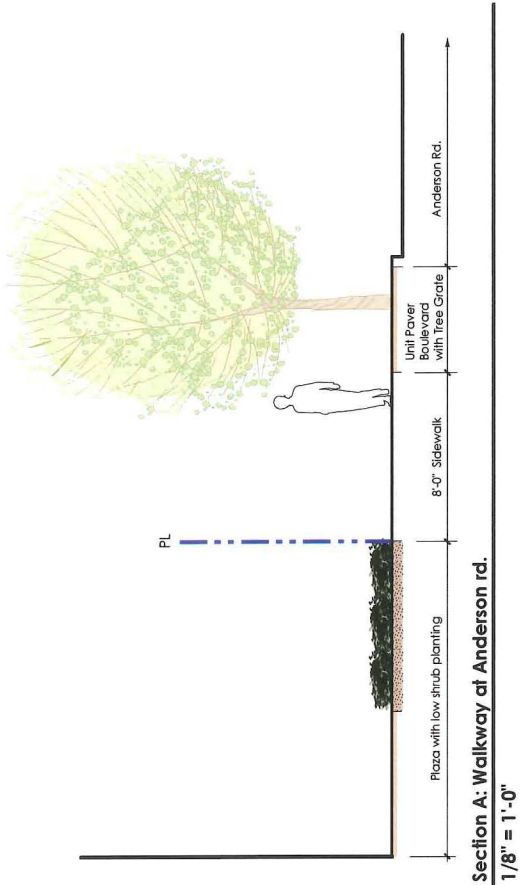 PL
Plaza with low shrub planting
8'-0" Sidewalk
Unit Paver
Boulevard
with Tree Grate
Anderson Rd.
Section A: Walkway at Anderson rd.
1/8" = 1'-0"